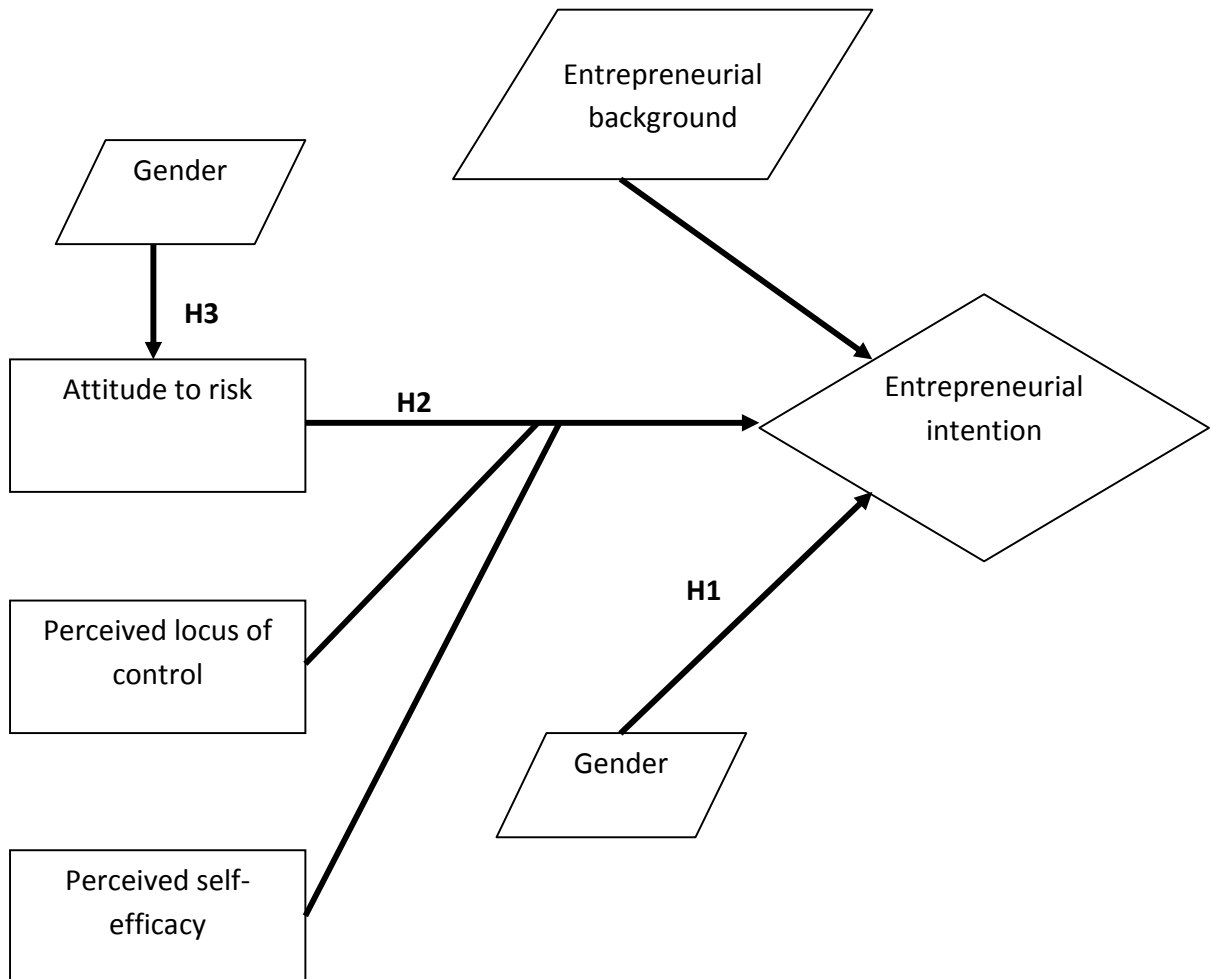 Entrepreneurial
background
Gender
H3
Attitude to risk
H2
Entrepreneurial
intention
Perceived locus of
control
H1
Gender
Perceived self-
efficacy